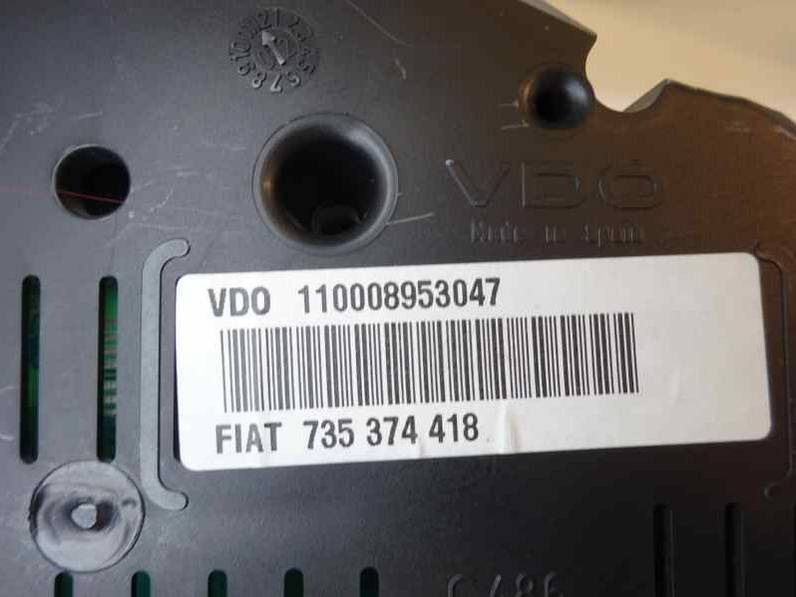 VDO
Made in Spain
VDO 110008953047
FIAT 735 374 418